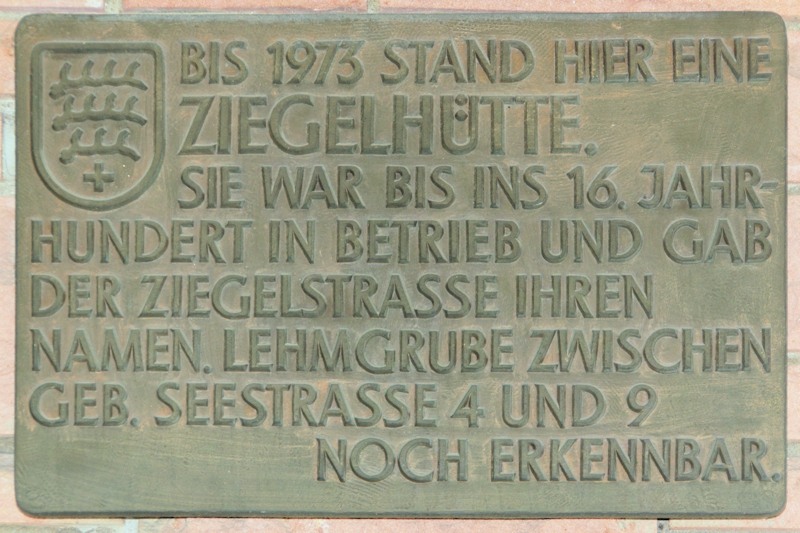 BIS 1973 STAND HIER EINE
ZIEGELHÜTTE.
SIE WAR BIS INS 16. JAHR-
HUNDERT IN BETRIEB UND GAB
DER ZIEGELSTRASSE IHREN
NAMEN. LEHMGRUBE ZWISCHEN
GEB. SEESTRASSE 4 UND 9
NOCH ERKENNBAR.